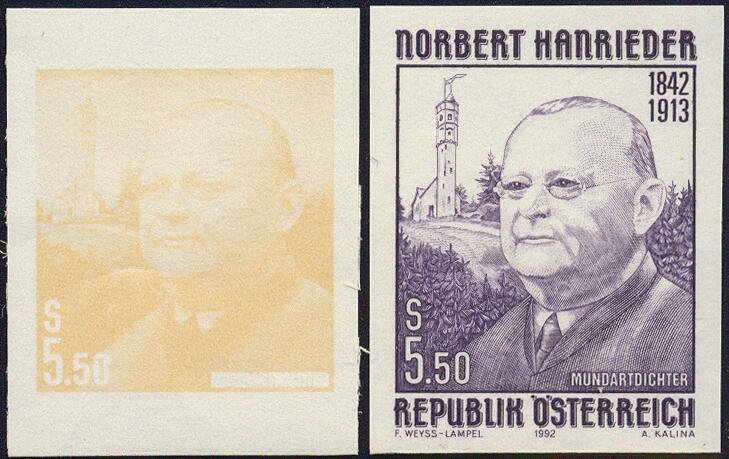 S
5.50
NORBERT HANRIEDER
1842
1913
S
5.50
MUNDARTDICHTER
REPUBLIK ÖSTERREICH
F. WEYSS-LAMPEL 1992 A. KALINA